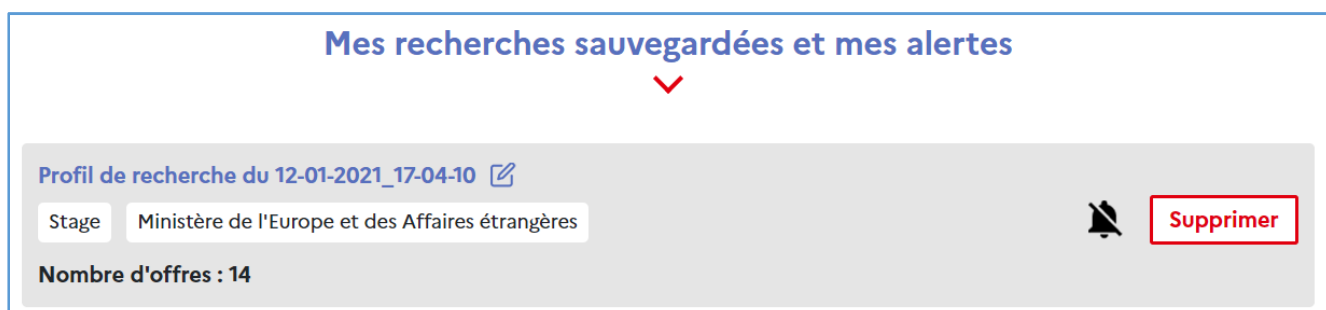 Mes recherches sauvegardées et mes alertes
Profil de recherche du 12-01-2021_17-04-10
Stage Ministère de l'Europe et des Affaires étrangères
Supprimer
Nombre d'offres : 14